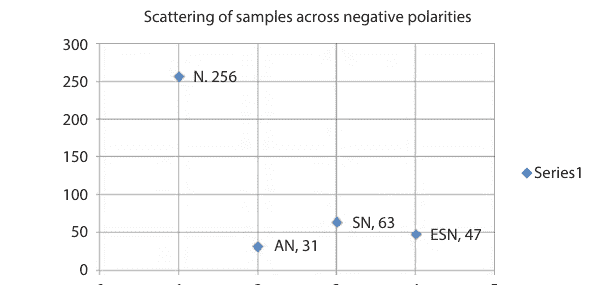 Scattering of samples across negative polarities
300
250
200
150
100
50
0
N. 256
AN, 31
SN, 63
ESN, 47
Series1